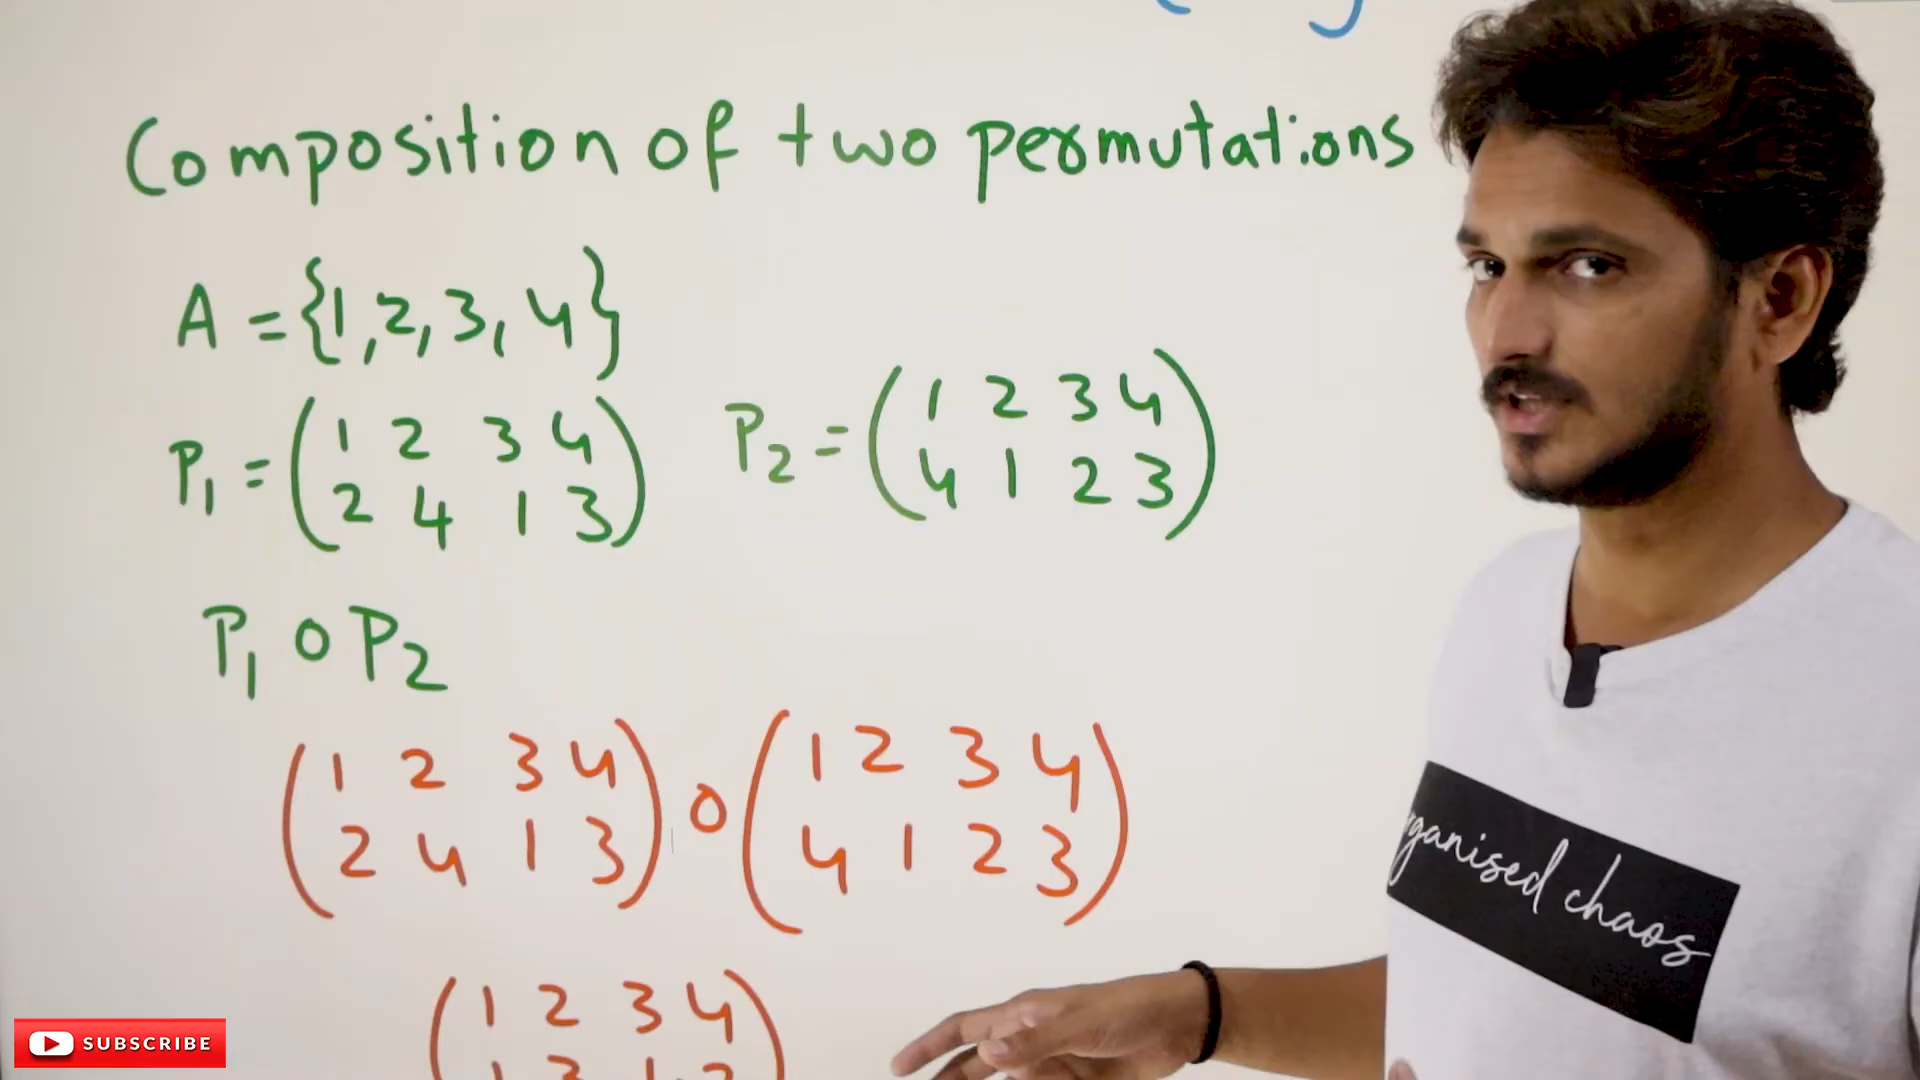 Composition of two permutations
A = {1, 2, 3, 4}
P1 = (1 2 3 4
2 4 1 3)
P2 = (1 2 3 4
4 1 2 3)
P1 o P2
(1 2 3 4
2 4 1 3) o (1 2 3 4
4 1 2 3)
(1 2 3 4
organised chaos
SUBSCRIBE